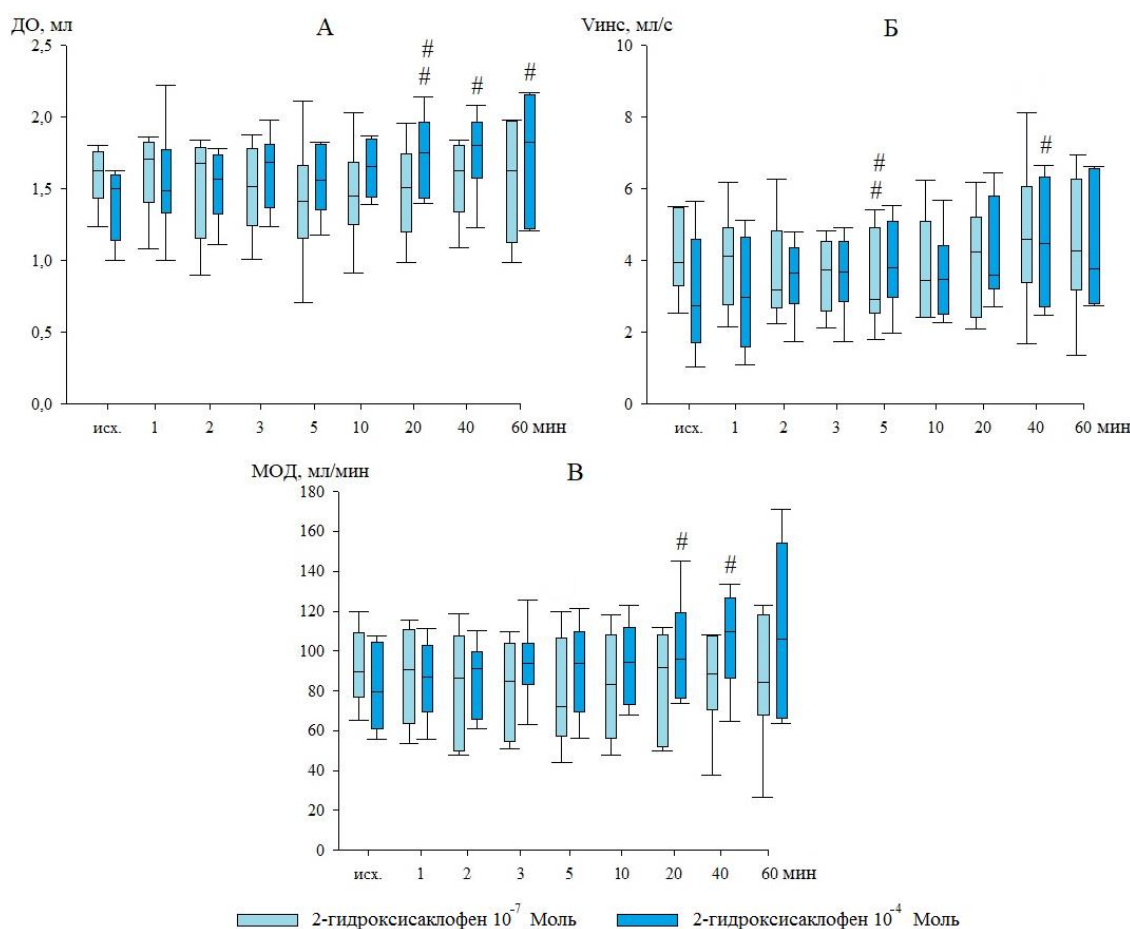 ДО, мл
А
2,5
2,0
1,5
1,0
0,5
0,0
# # # #
исх. 1 2 3 5 10 20 40 60 мин
Vинс, мл/с
Б
10
8
6
4
2
0
# # #
исх. 1 2 3 5 10 20 40 60 мин
МОД, мл/мин
В
180
160
140
120
100
80
60
40
20
0
# #
исх. 1 2 3 5 10 20 40 60 мин
2-гидроксисаклофен 10⁻⁷ Моль 2-гидроксисаклофен 10⁻⁴ Моль